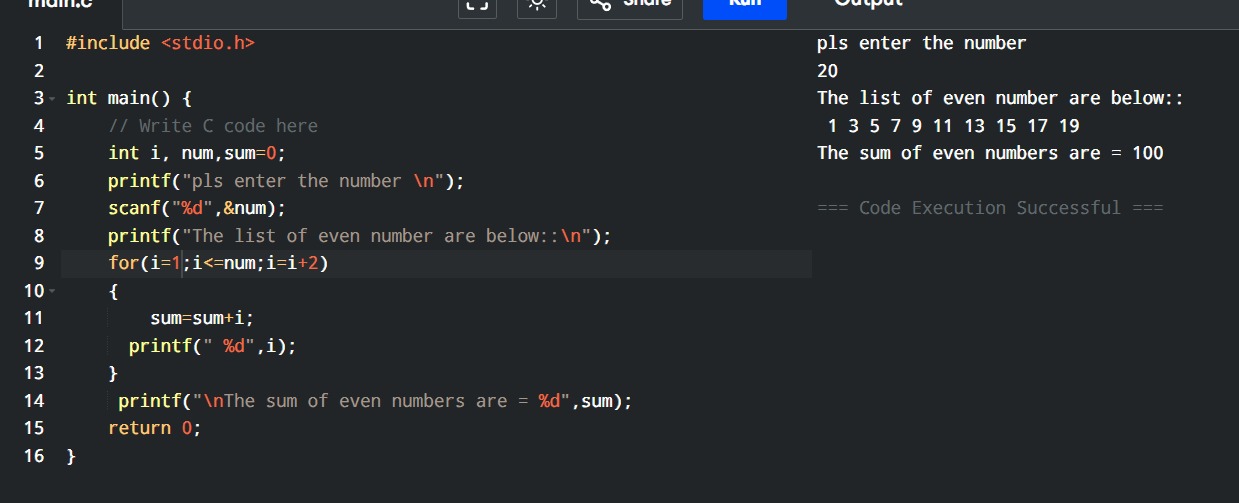 main.c Share Run Output
1 #include <stdio.h>
2
3 int main() {
4 // Write C code here
5 int i, num,sum=0;
6 printf("pls enter the number \n");
7 scanf("%d",&num);
8 printf("The list of even number are below::\n");
9 for(i=1;i<=num;i=i+2)
10 {
11 sum=sum+i;
12 printf(" %d",i);
13 }
14 printf("\nThe sum of even numbers are = %d",sum);
15 return 0;
16 }
pls enter the number
20
The list of even number are below::
1 3 5 7 9 11 13 15 17 19
The sum of even numbers are = 100
=== Code Execution Successful ===